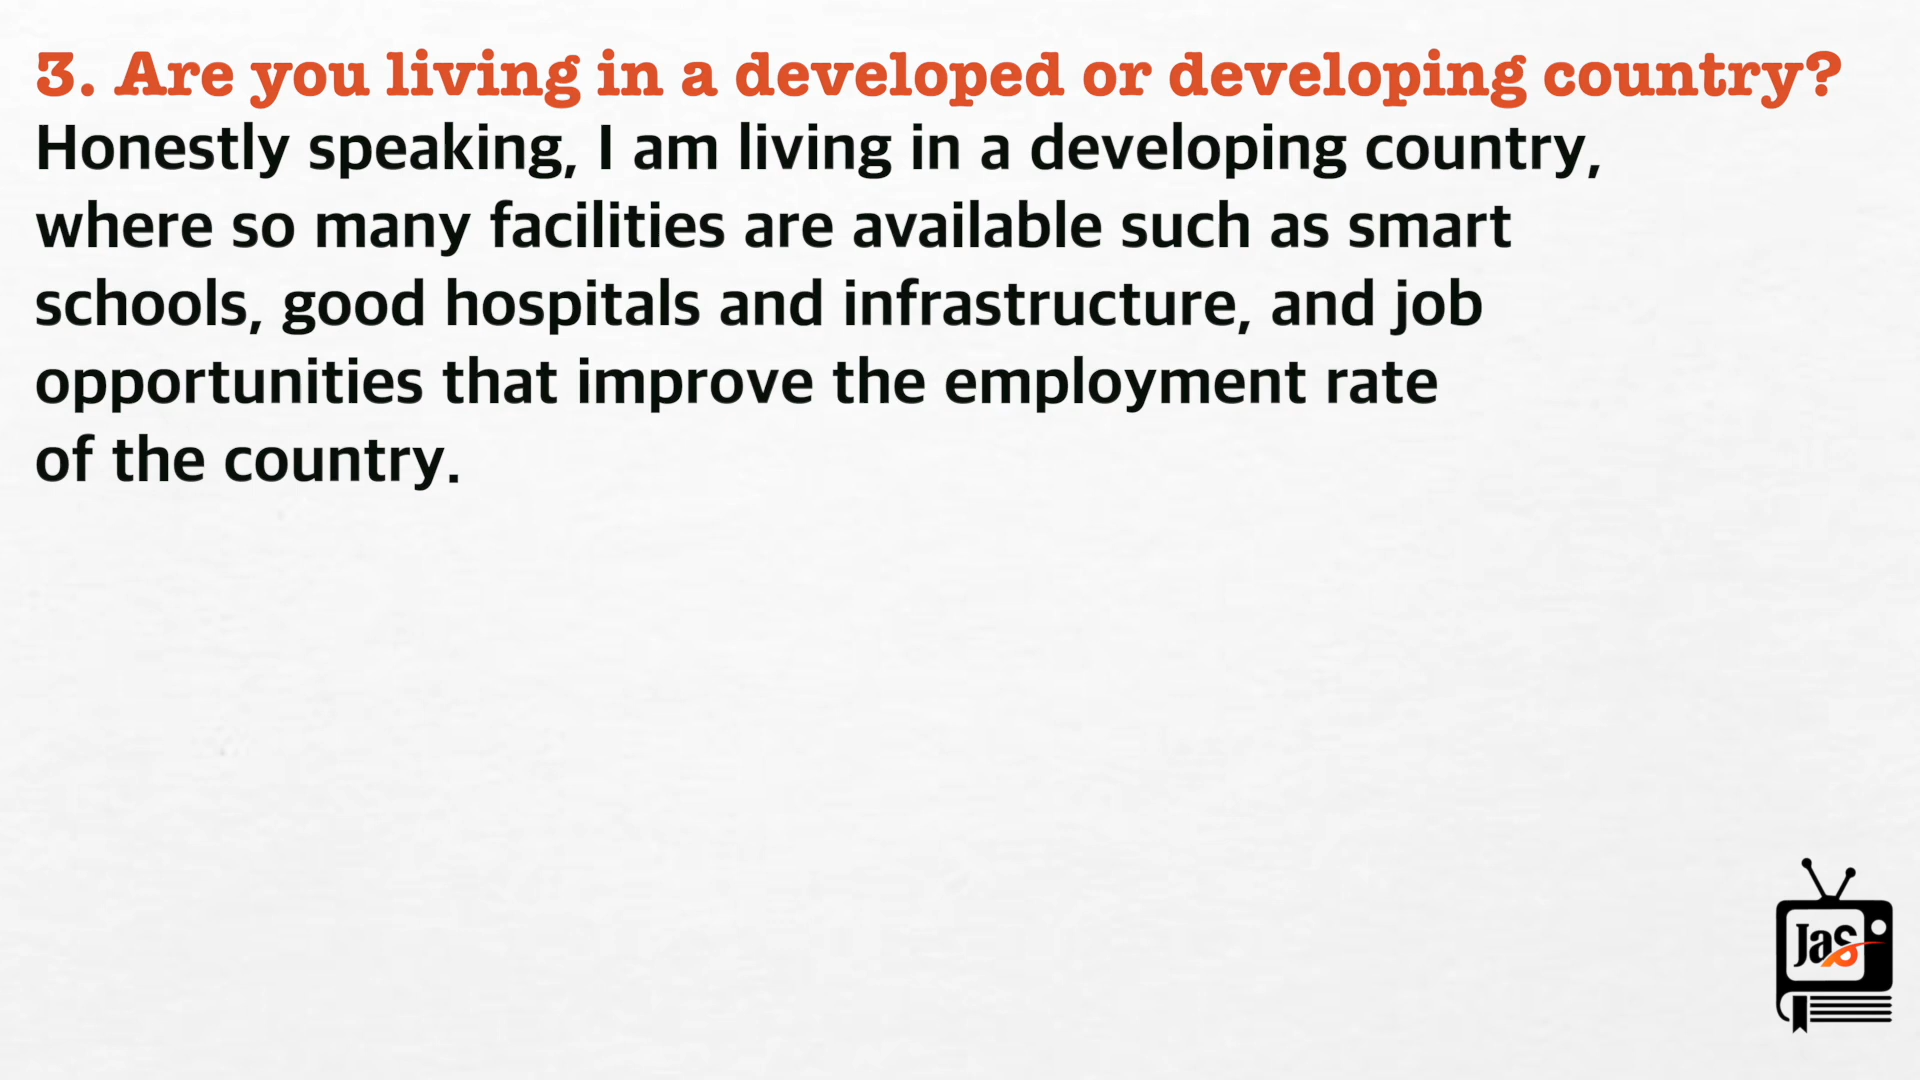 3. Are you living in a developed or developing country?
Honestly speaking, I am living in a developing country,
where so many facilities are available such as smart
schools, good hospitals and infrastructure, and job
opportunities that improve the employment rate
of the country.
Jas